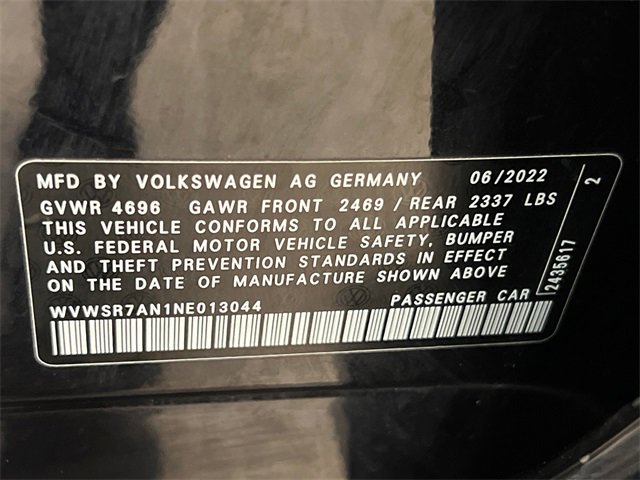 MFD BY VOLKSWAGEN AG GERMANY 06/2022
GVWR 4696 GAWR FRONT 2469 / REAR 2337 LBS
THIS VEHICLE CONFORMS TO ALL APPLICABLE
U.S. FEDERAL MOTOR VEHICLE SAFETY, BUMPER
AND THEFT PREVENTION STANDARDS IN EFFECT
ON THE DATE OF MANUFACTURE SHOWN ABOVE
WVWSR7AN1NE013044 PASSENGER CAR
2435617 2